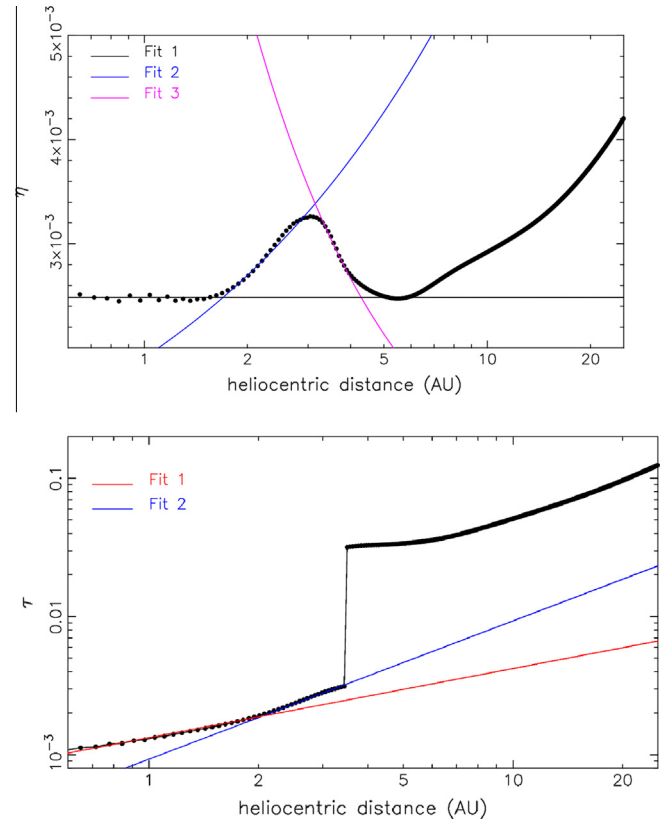 5×10⁻³
Fit 1
Fit 2
Fit 3
4×10⁻³
η
3×10⁻³
1 2 5 10 20
heliocentric distance (AU)
0.1
Fit 1
Fit 2
τ
0.01
10⁻³
1 2 5 10 20
heliocentric distance (AU)